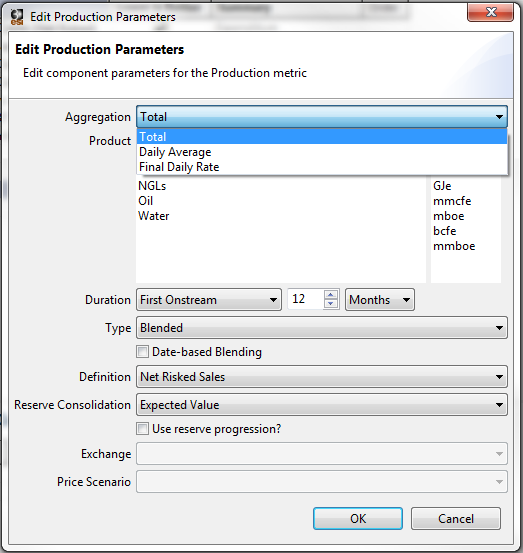 Edit Production Parameters
Edit Production Parameters
Edit component parameters for the Production metric
Aggregation Total
Total
Product Daily Average
Final Daily Rate
NGLs GJe
Oil mmcfe
Water mboe
bcfe
mmboe
Duration First Onstream 12 Months
Type Blended
Date-based Blending
Definition Net Risked Sales
Reserve Consolidation Expected Value
Use reserve progression?
Exchange
Price Scenario
OK Cancel